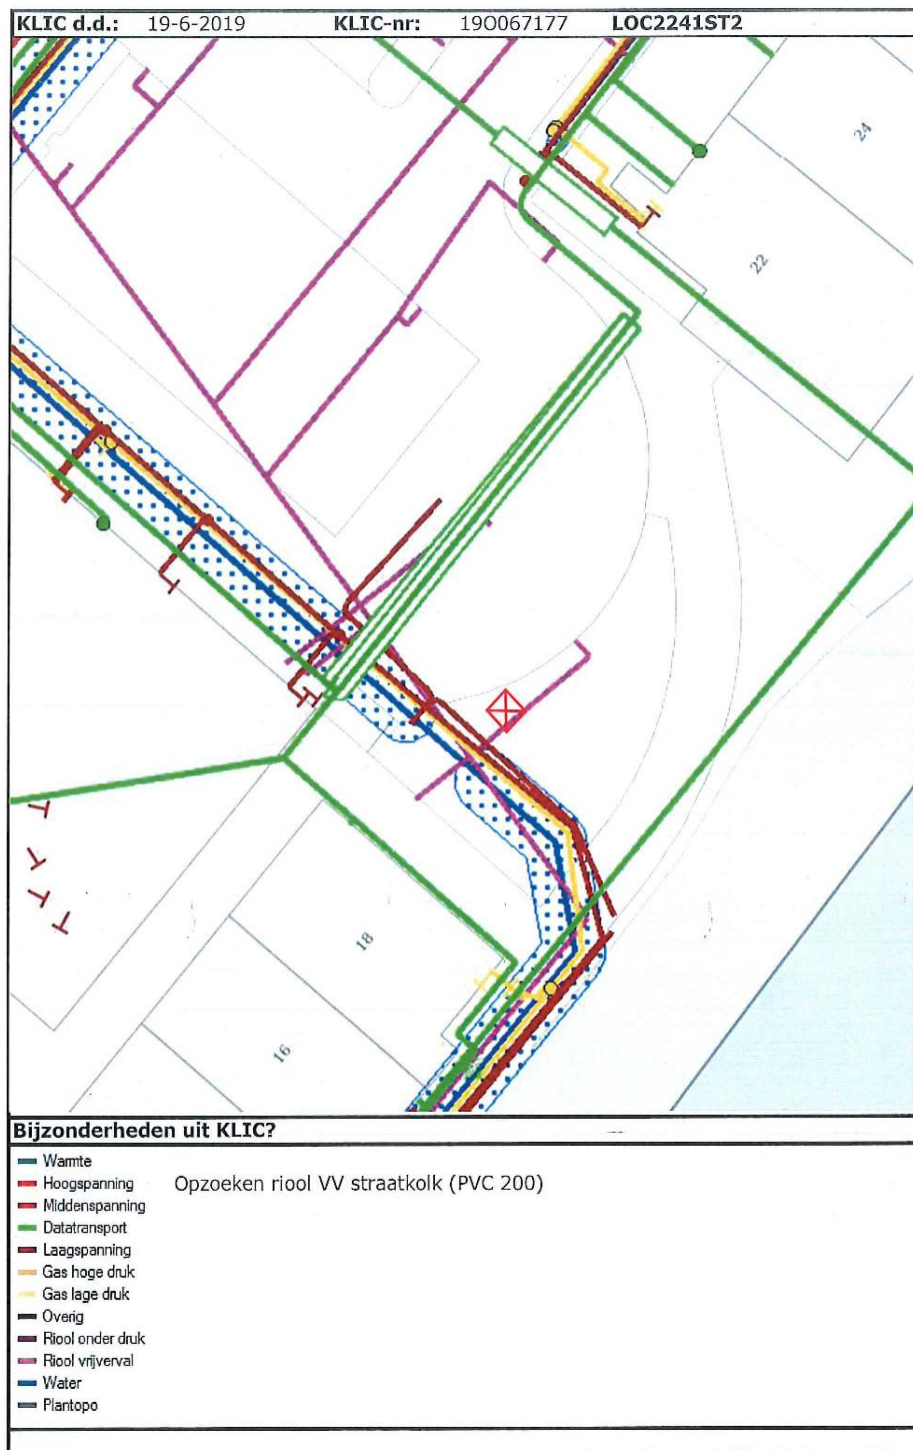 KLIC d.d.: 19-6-2019 KLIC-nr: 190067177 LOC2241ST2
24
22
18
16
Bijzonderheden uit KLIC?
Warmte
Hoogspanning
Opzoeken riool VV straatkolk (PVC 200)
Middenspanning
Datatransport
Laagspanning
Gas hoge druk
Gas lage druk
Overig
Riool onder druk
Riool vrijverval
Water
Plantopo